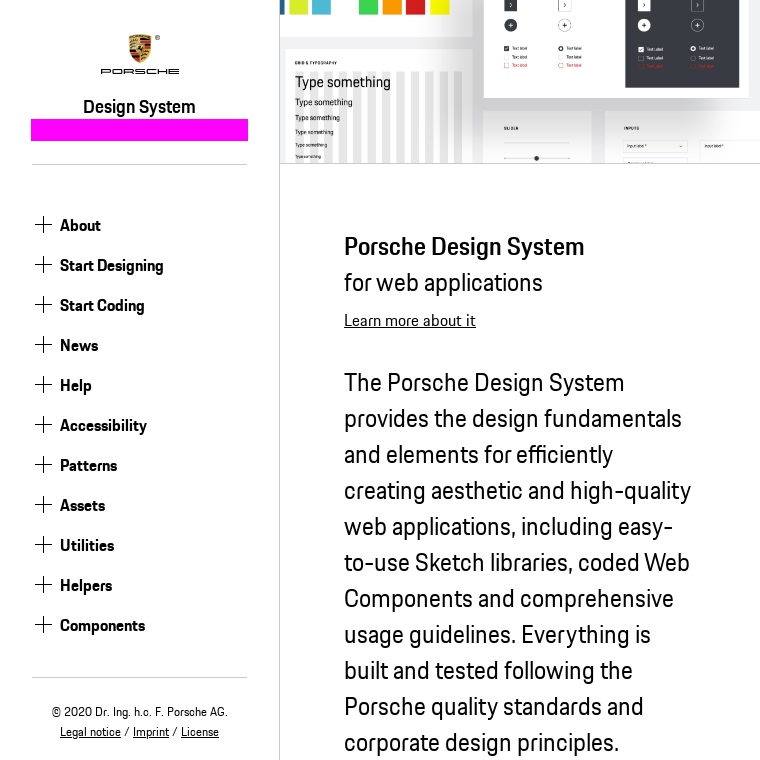 PORSCHE
Design System
About
Start Designing
Start Coding
News
Help
Accessibility
Patterns
Assets
Utilities
Helpers
Components
© 2020 Dr. Ing. h.c. F. Porsche AG.
Legal notice / Imprint / License
GRID & TYPOGRAPHY
Type something
Type something
Type something
Type something
Type something
Type something
Text label
Text label
Text label
Text label
Text label
Text label
Text label
Text label
Text label
Text label
Text label
Text label
SLIDER
INPUTS
Input label *
Input label *
Porsche Design System
for web applications
Learn more about it
The Porsche Design System
provides the design fundamentals
and elements for efficiently
creating aesthetic and high-quality
web applications, including easy-
to-use Sketch libraries, coded Web
Components and comprehensive
usage guidelines. Everything is
built and tested following the
Porsche quality standards and
corporate design principles.